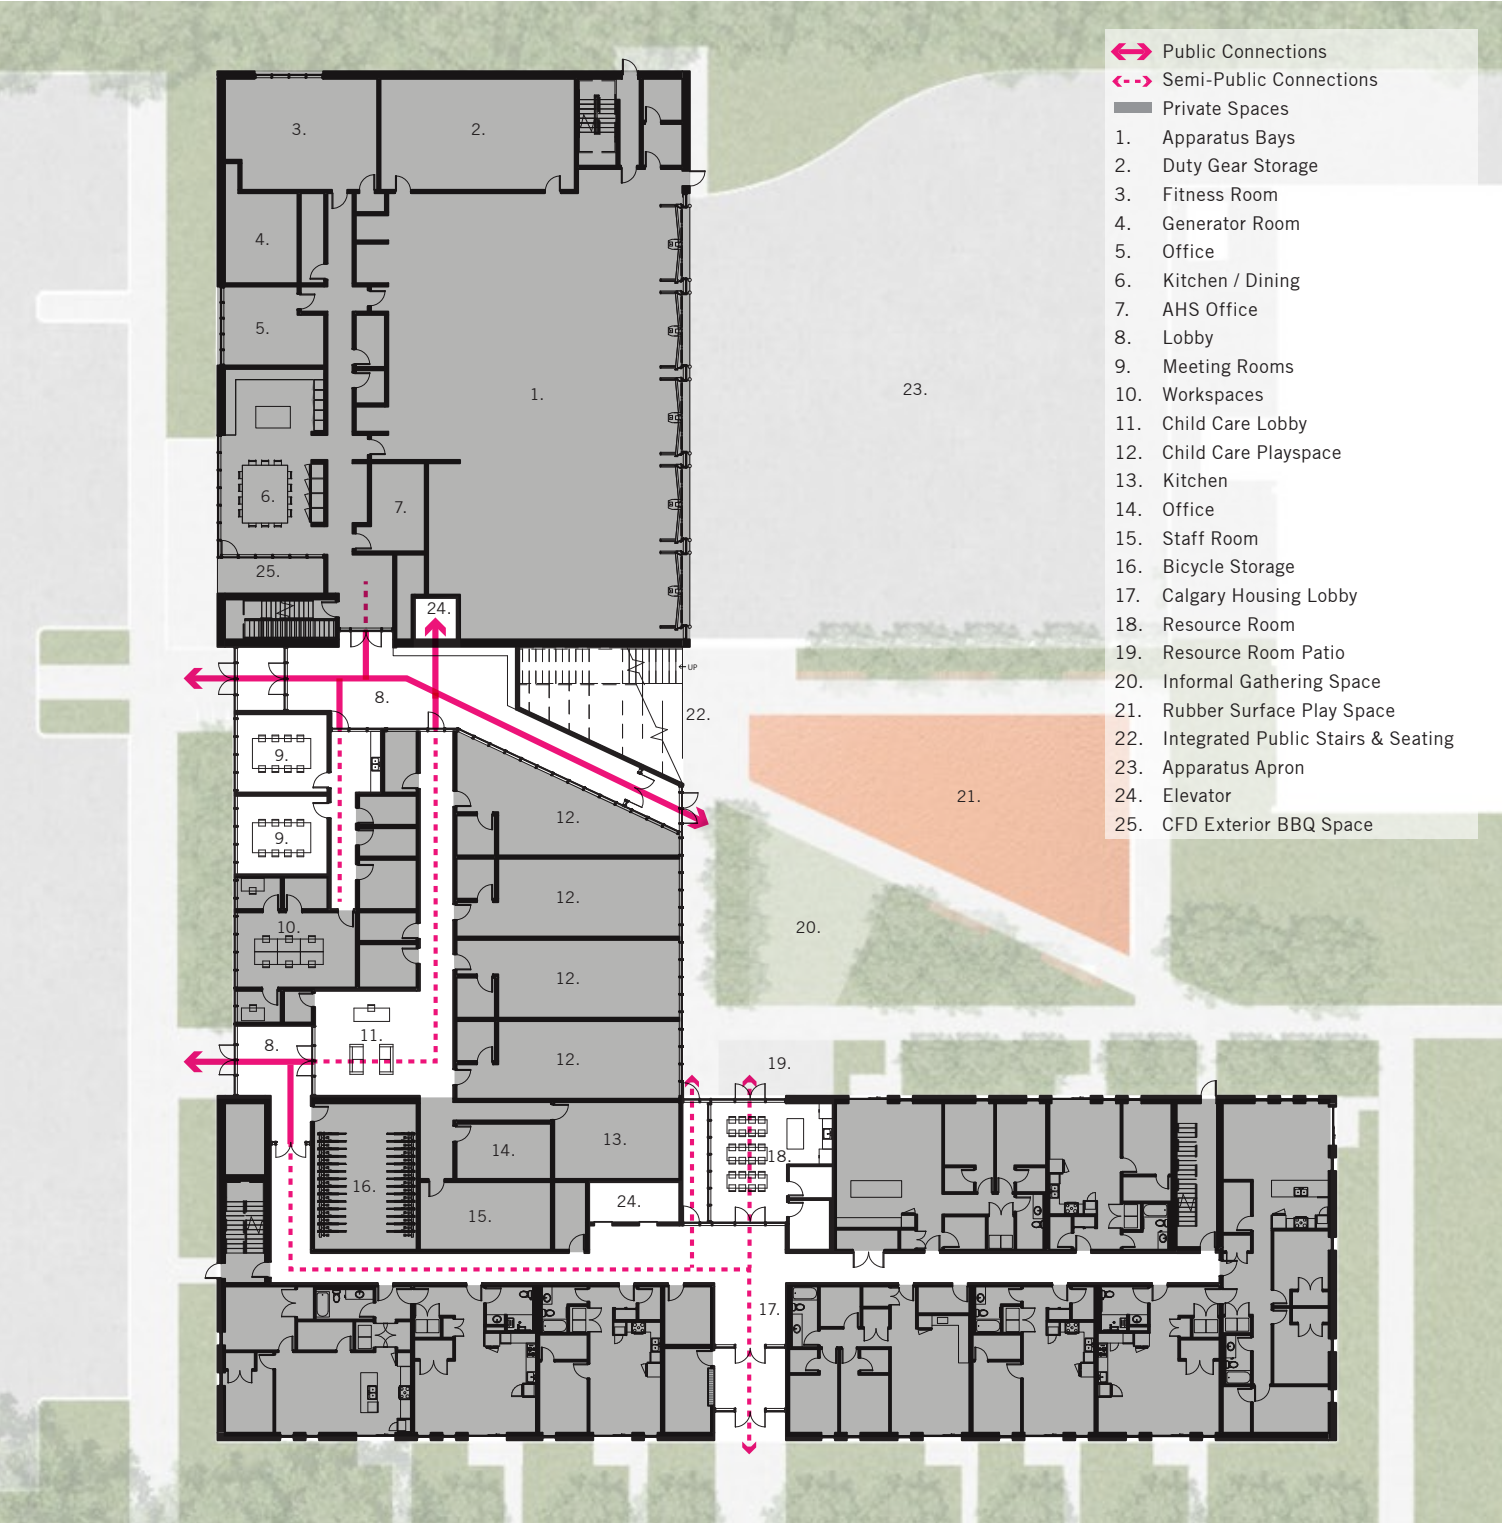 Public Connections
Semi-Public Connections
Private Spaces
1. Apparatus Bays
2. Duty Gear Storage
3. Fitness Room
4. Generator Room
5. Office
6. Kitchen / Dining
7. AHS Office
8. Lobby
9. Meeting Rooms
10. Workspaces
11. Child Care Lobby
12. Child Care Playspace
13. Kitchen
14. Office
15. Staff Room
16. Bicycle Storage
17. Calgary Housing Lobby
18. Resource Room
19. Resource Room Patio
20. Informal Gathering Space
21. Rubber Surface Play Space
22. Integrated Public Stairs & Seating
23. Apparatus Apron
24. Elevator
25. CFD Exterior BBQ Space
3.
2.
4.
5.
1.
23.
6.
7.
25.
24.
UP
8.
22.
9.
21.
12.
9.
12.
10.
20.
12.
11.
8.
12.
19.
13.
14.
18.
16.
24.
15.
17.